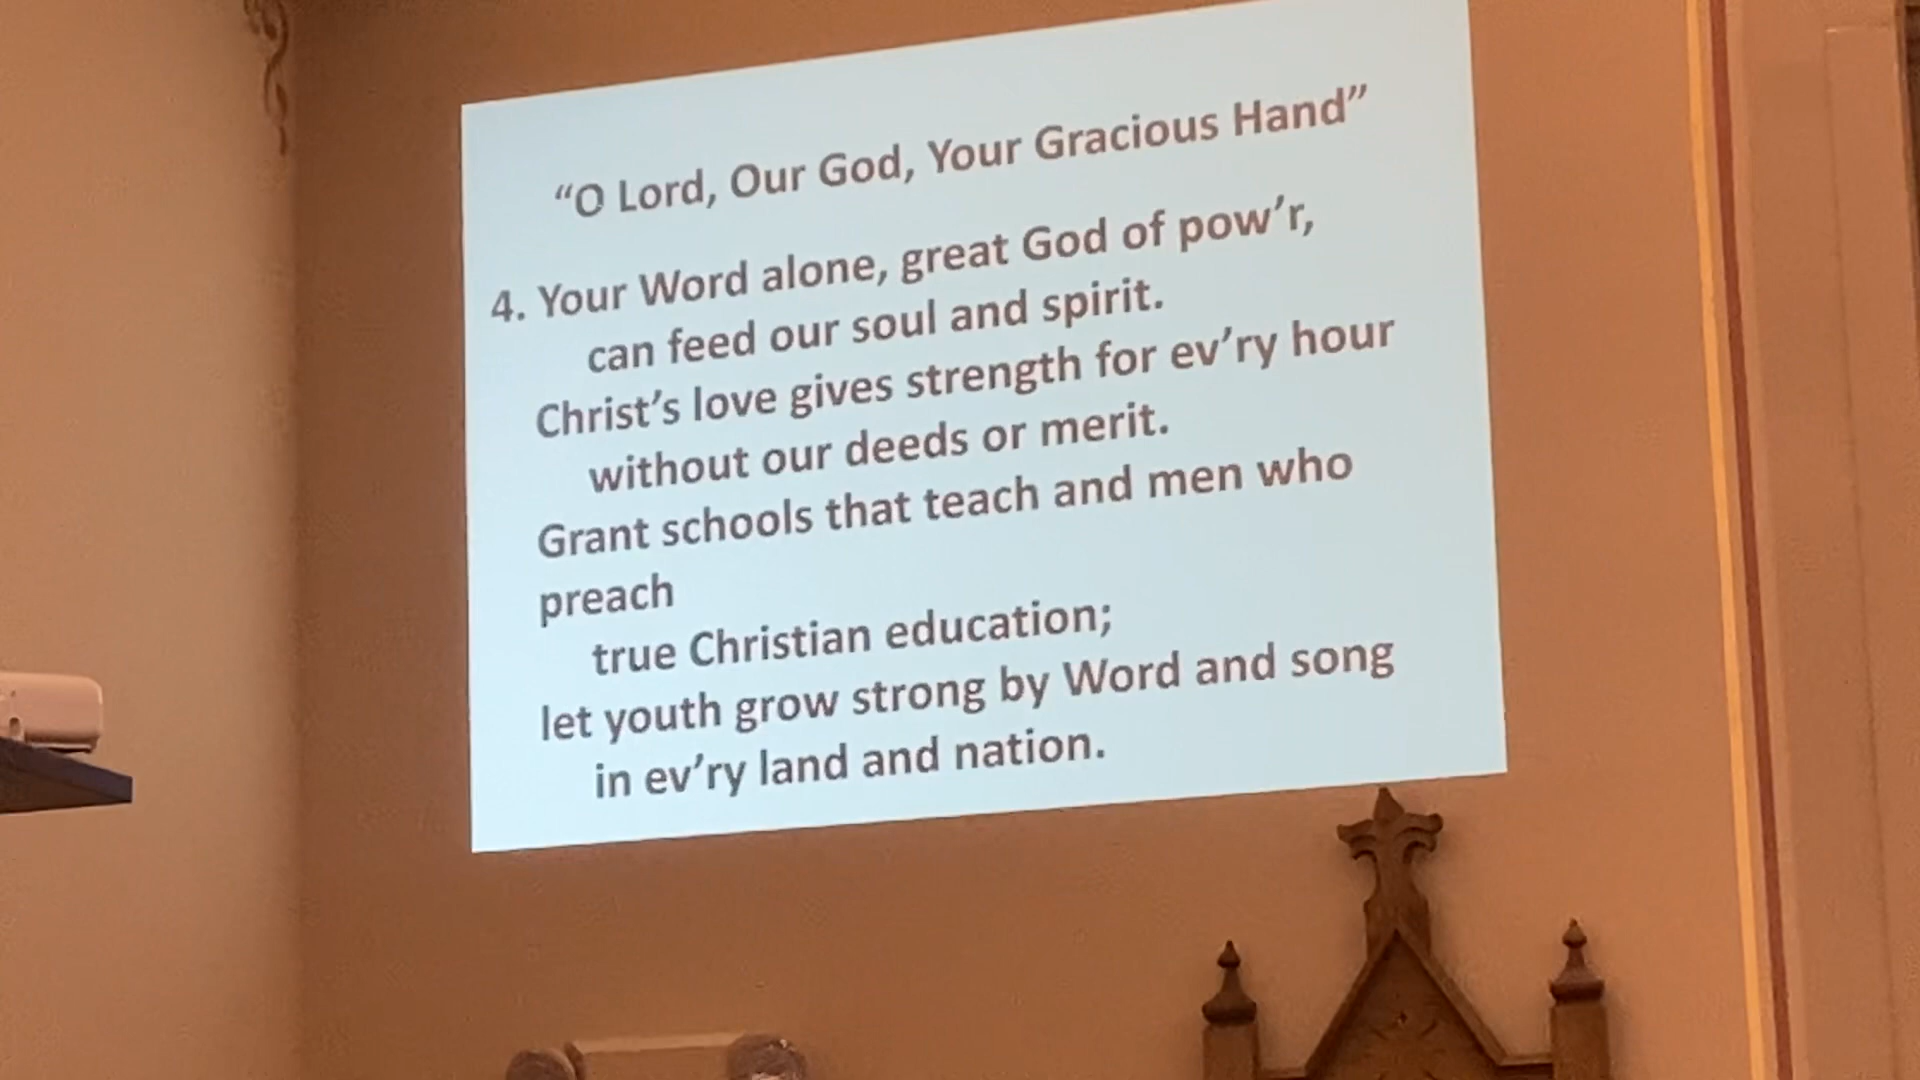 “O Lord, Our God, Your Gracious Hand”
4. Your Word alone, great God of pow’r,
can feed our soul and spirit.
Christ’s love gives strength for ev’ry hour
without our deeds or merit.
Grant schools that teach and men who
preach
true Christian education;
let youth grow strong by Word and song
in ev’ry land and nation.